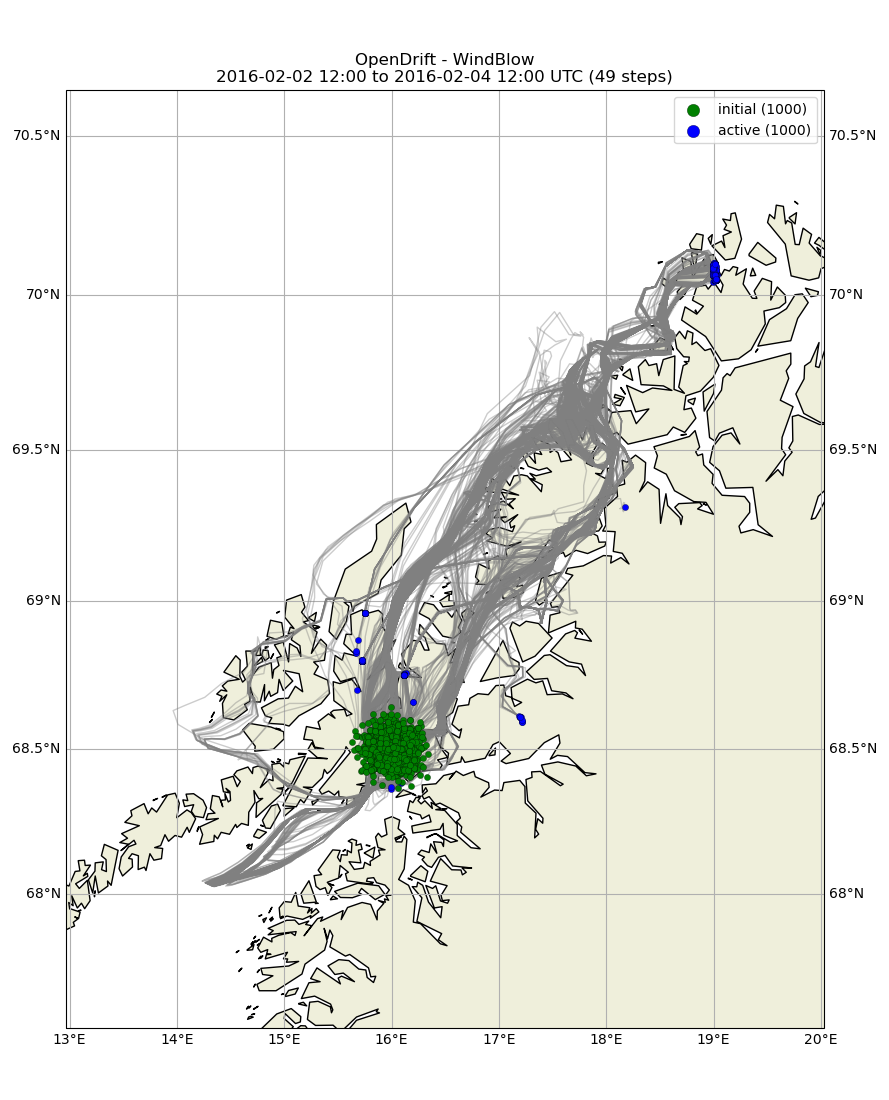 OpenDrift - WindBlow
2016-02-02 12:00 to 2016-02-04 12:00 UTC (49 steps)
initial (1000)
active (1000)
70.5°N
70.5°N
70°N
70°N
69.5°N
69.5°N
69°N
69°N
68.5°N
68.5°N
68°N
68°N
13°E
14°E
15°E
16°E
17°E
18°E
19°E
20°E